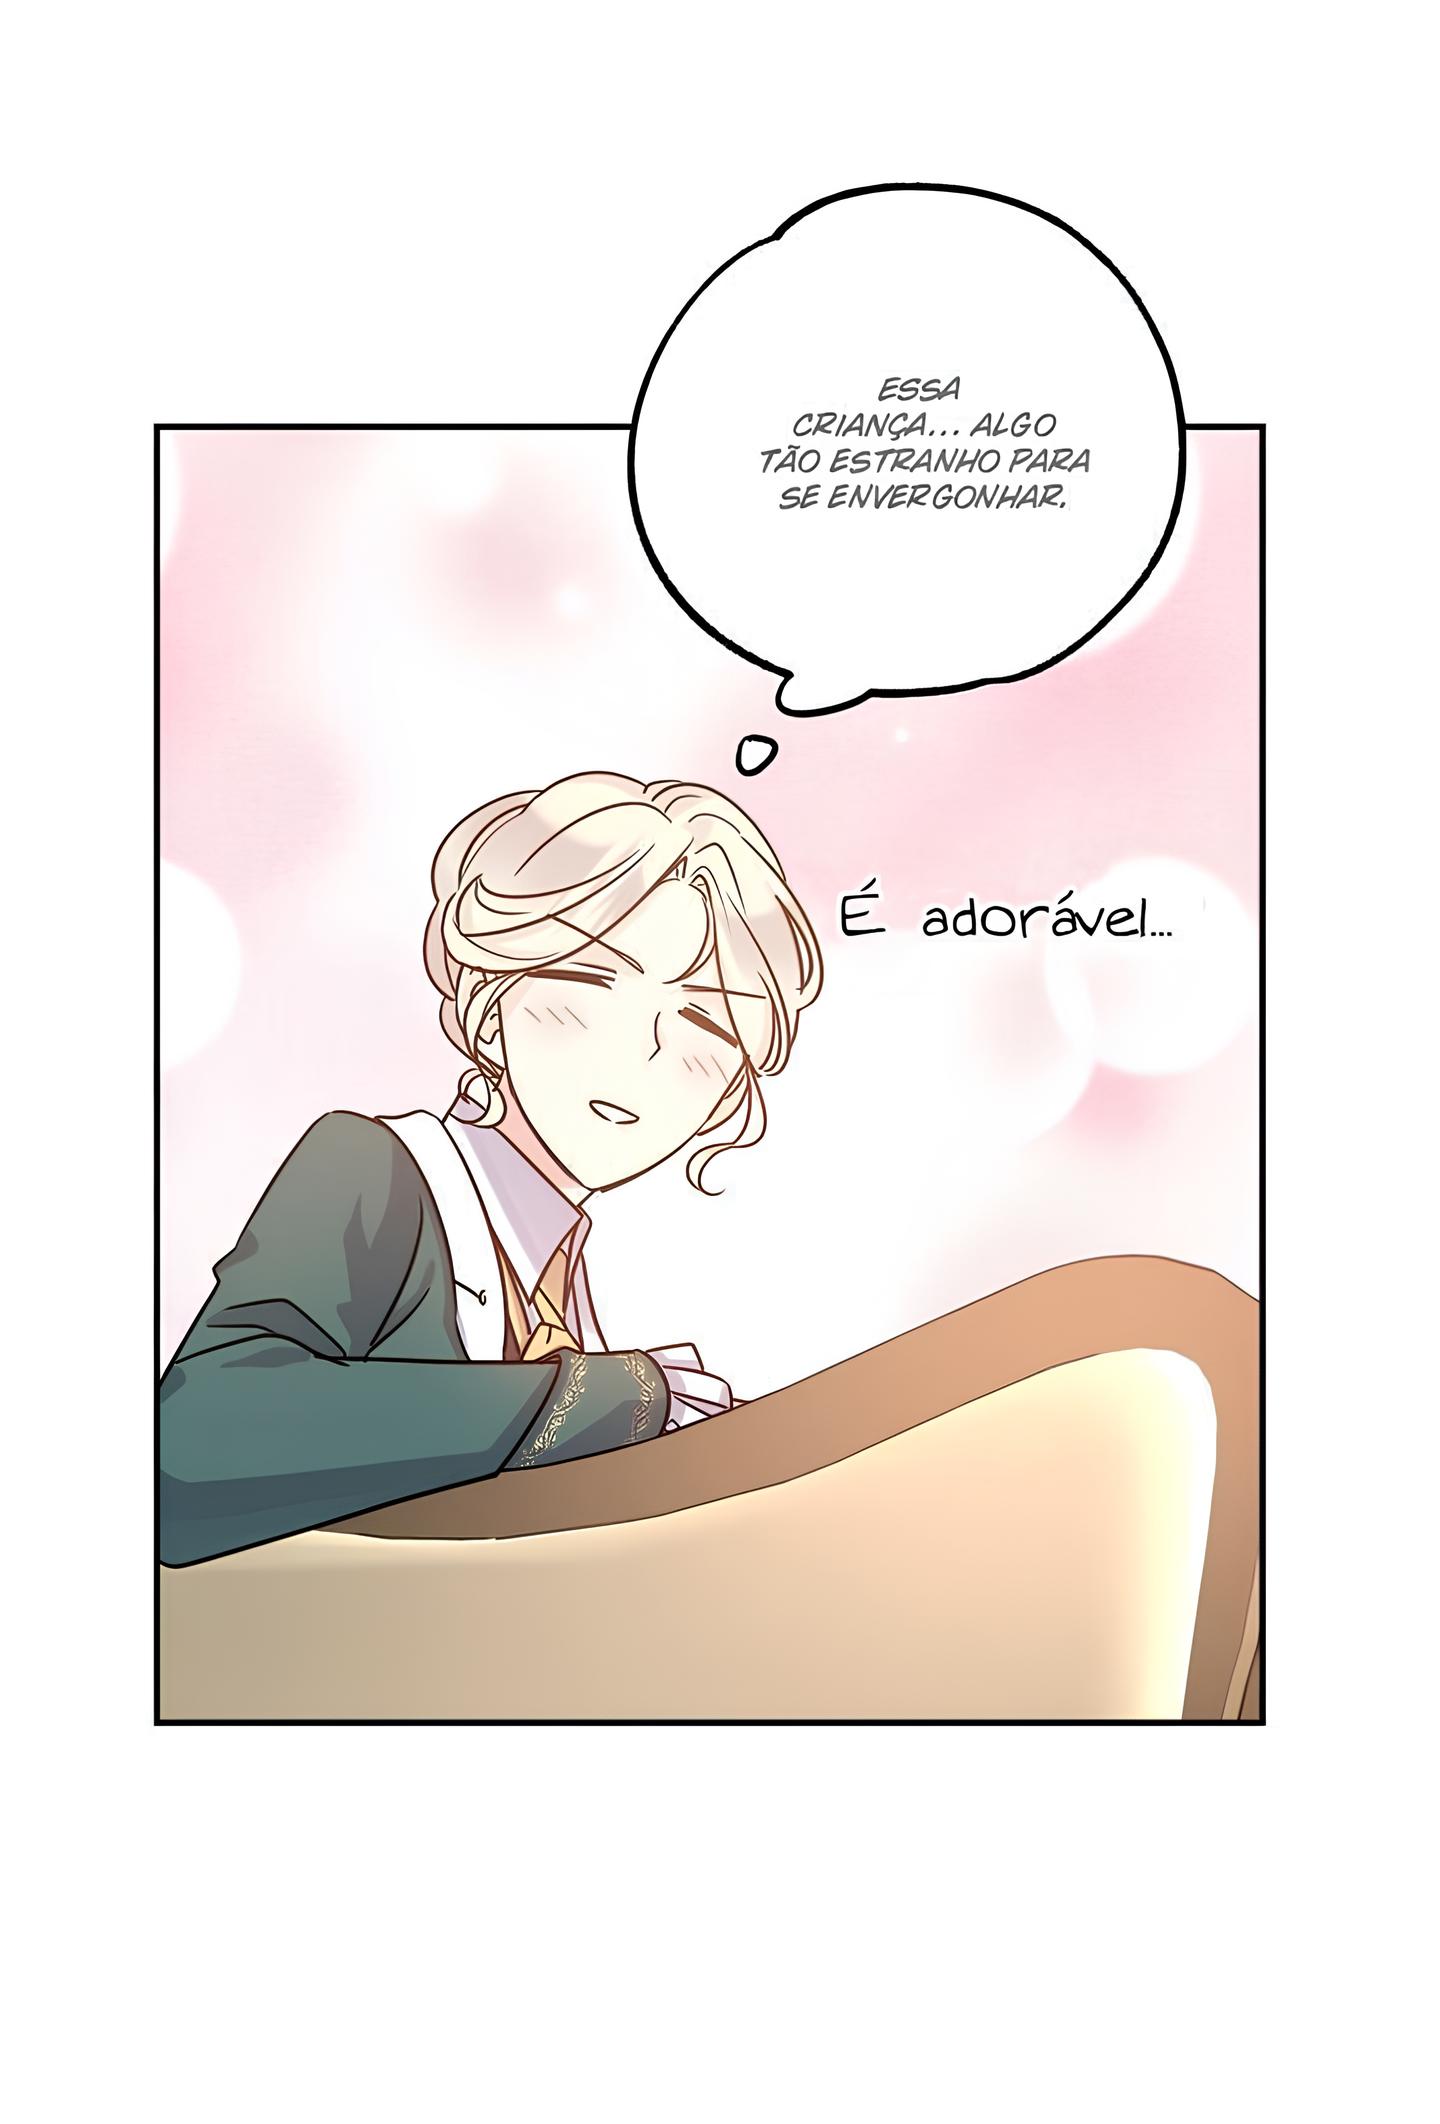 ESSA
CRIANÇA... ALGO
TÃO ESTRANHO PARA
SE ENVERGONHAR.
É adorável...